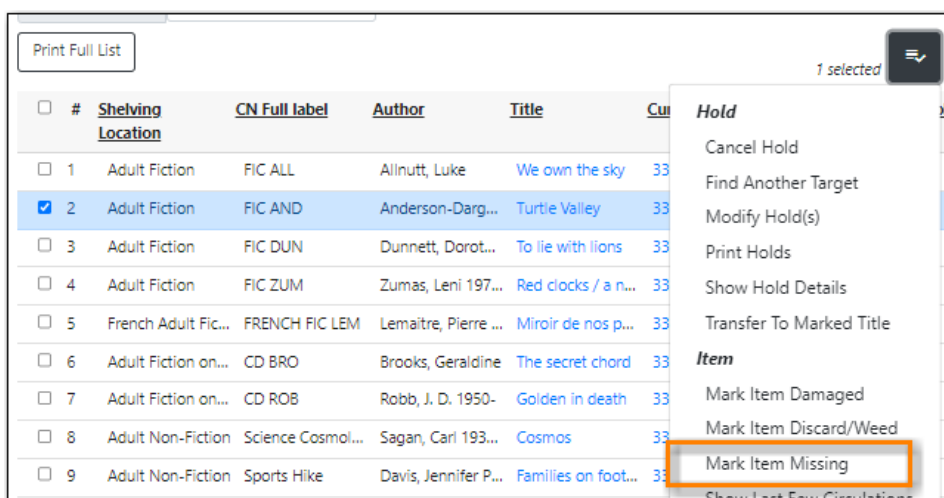 Print Full List
1 selected
# Shelving Location CN Full label Author Title
1 Adult Fiction FIC ALL Allnutt, Luke We own the sky 33
2 Adult Fiction FIC AND Anderson-Darg... Turtle Valley 33
3 Adult Fiction FIC DUN Dunnett, Dorot... To lie with lions 33
4 Adult Fiction FIC ZUM Zumas, Leni 197... Red clocks / a n... 33
5 French Adult Fic... FRENCH FIC LEM Lemaitre, Pierre ... Miroir de nos p... 33
6 Adult Fiction on... CD BRO Brooks, Geraldine The secret chord 33
7 Adult Fiction on... CD ROB Robb, J. D. 1950- Golden in death 33
8 Adult Non-Fiction Science Cosmol... Sagan, Carl 193... Cosmos 33
9 Adult Non-Fiction Sports Hike Davis, Jennifer P... Families on foot... 33
Hold
Cancel Hold
Find Another Target
Modify Hold(s)
Print Holds
Show Hold Details
Transfer To Marked Title
Item
Mark Item Damaged
Mark Item Discard/Weed
Mark Item Missing
Show Last Few Circulations